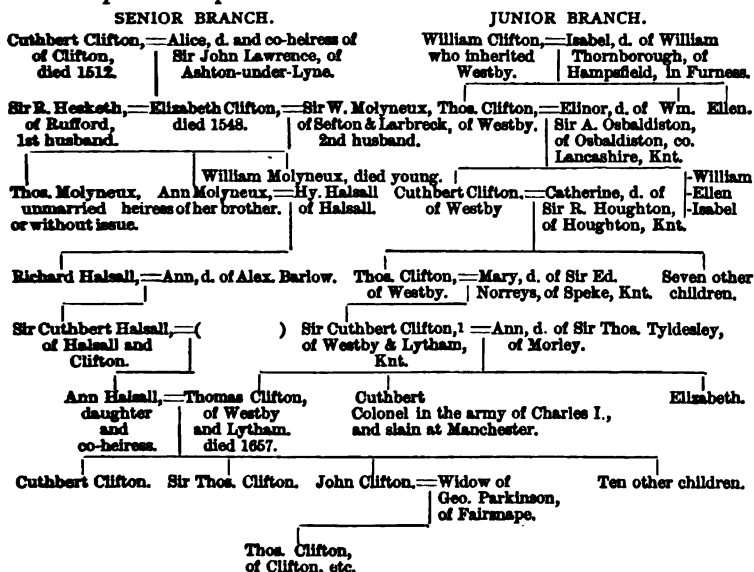 SENIOR BRANCH. JUNIOR BRANCH.
Cuthbert Clifton,=Alice, d. and co-heiress of William Clifton,=Isabel, d. of William
of Clifton, Sir John Lawrence, of who inherited Thornborough, of
died 1512. Ashton-under-Lyne. Westby. Hampsfield, in Furness.
Sir R. Hesketh,=Elizabeth Clifton,=Sir W. Molyneux, Thos. Clifton,=Elinor, d. of Wm. Ellen.
of Rufford, died 1548. of Sefton & Larbreck, of Westby. Sir A. Osbaldiston,
1st husband. 2nd husband. of Osbaldiston, co.
Lancashire, Knt.
William Molyneux, died young. -William
Thos. Molyneux, Ann Molyneux,=Hy. Halsall Cuthbert Clifton.=Catherine, d. of -Ellen
unmarried heiress of her brother. of Halsall. of Westby Sir R. Houghton, -Isabel
or without issue. of Houghton, Knt.
Richard Halsall,=Ann, d. of Alex. Barlow. Thos. Clifton,=Mary, d. of Sir Ed. Seven other
of Westby. Norreys, of Speke, Knt. children.
Sir Cuthbert Halsall,=( ) Sir Cuthbert Clifton,1 =Ann, d. of Sir Thos. Tyldesley,
of Halsall and of Westby & Lytham, of Morley.
Clifton. Knt.
Ann Halsall,=Thomas Clifton, Cuthbert Elizabeth.
daughter of Westby Colonel in the army of Charles I.,
and and Lytham. and slain at Manchester.
co-heiress. died 1657.
Cuthbert Clifton. Sir Thos. Clifton. John Clifton.=Widow of Ten other children.
Geo. Parkinson,
of Fairsnape.
Thos. Clifton,
of Clifton, etc.